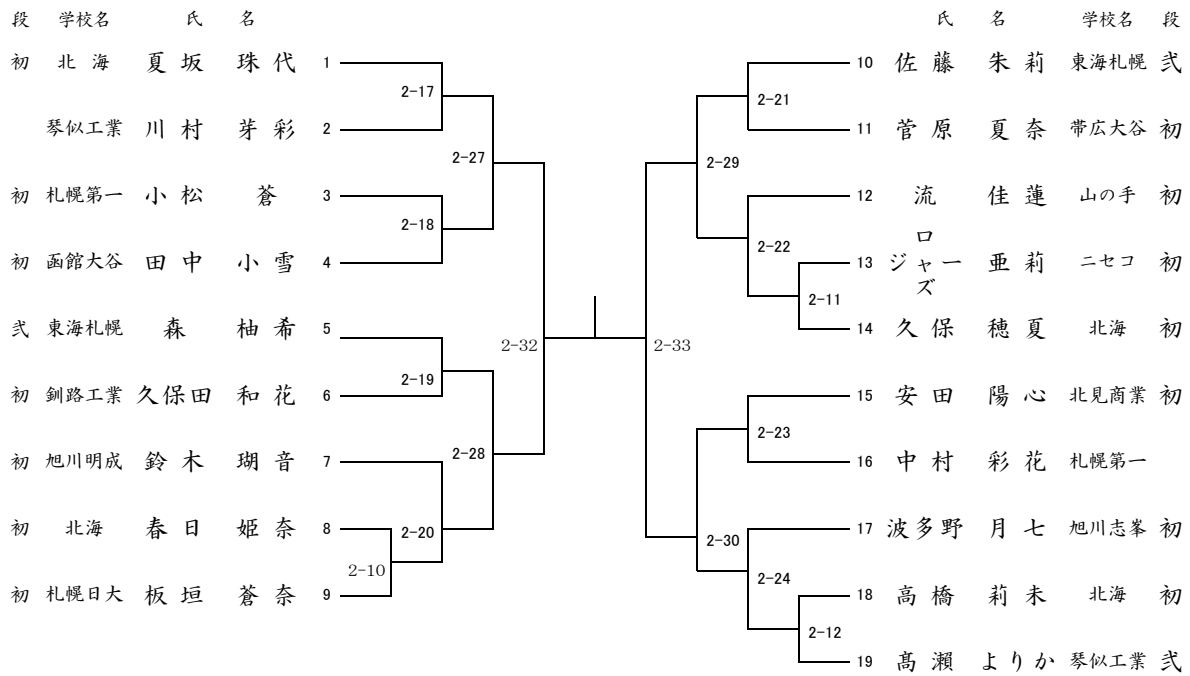 段 学校名 氏 名
初 北 海 夏坂 珠代 1
2-17
琴似工業 川村 芽彩 2
2-27
初 札幌第一 小松 蒼 3
2-18
初 函館大谷 田中 小雪 4
弐 東海札幌 森 柚希 5
2-32
2-19
初 釧路工業 久保田 和花 6
2-28
初 旭川明成 鈴木 瑚音 7
初 北海 春日 姫奈 8
2-20
2-10
初 札幌日大 板垣 蒼奈 9
氏 名 学校名 段
10 佐藤 朱莉 東海札幌 弐
2-21
11 菅原 夏奈 帯広大谷 初
2-29
12 流 佳蓮 山の手 初
2-22
13 ロジャーズ 亜莉 ニセコ 初
2-11
14 久保 穂夏 北海 初
2-33
15 安田 陽心 北見商業 初
2-23
16 中村 彩花 札幌第一
17 波多野 月七 旭川志峯 初
2-30
2-24
18 高橋 莉未 北海 初
2-12
19 髙瀬 よりか 琴似工業 弐